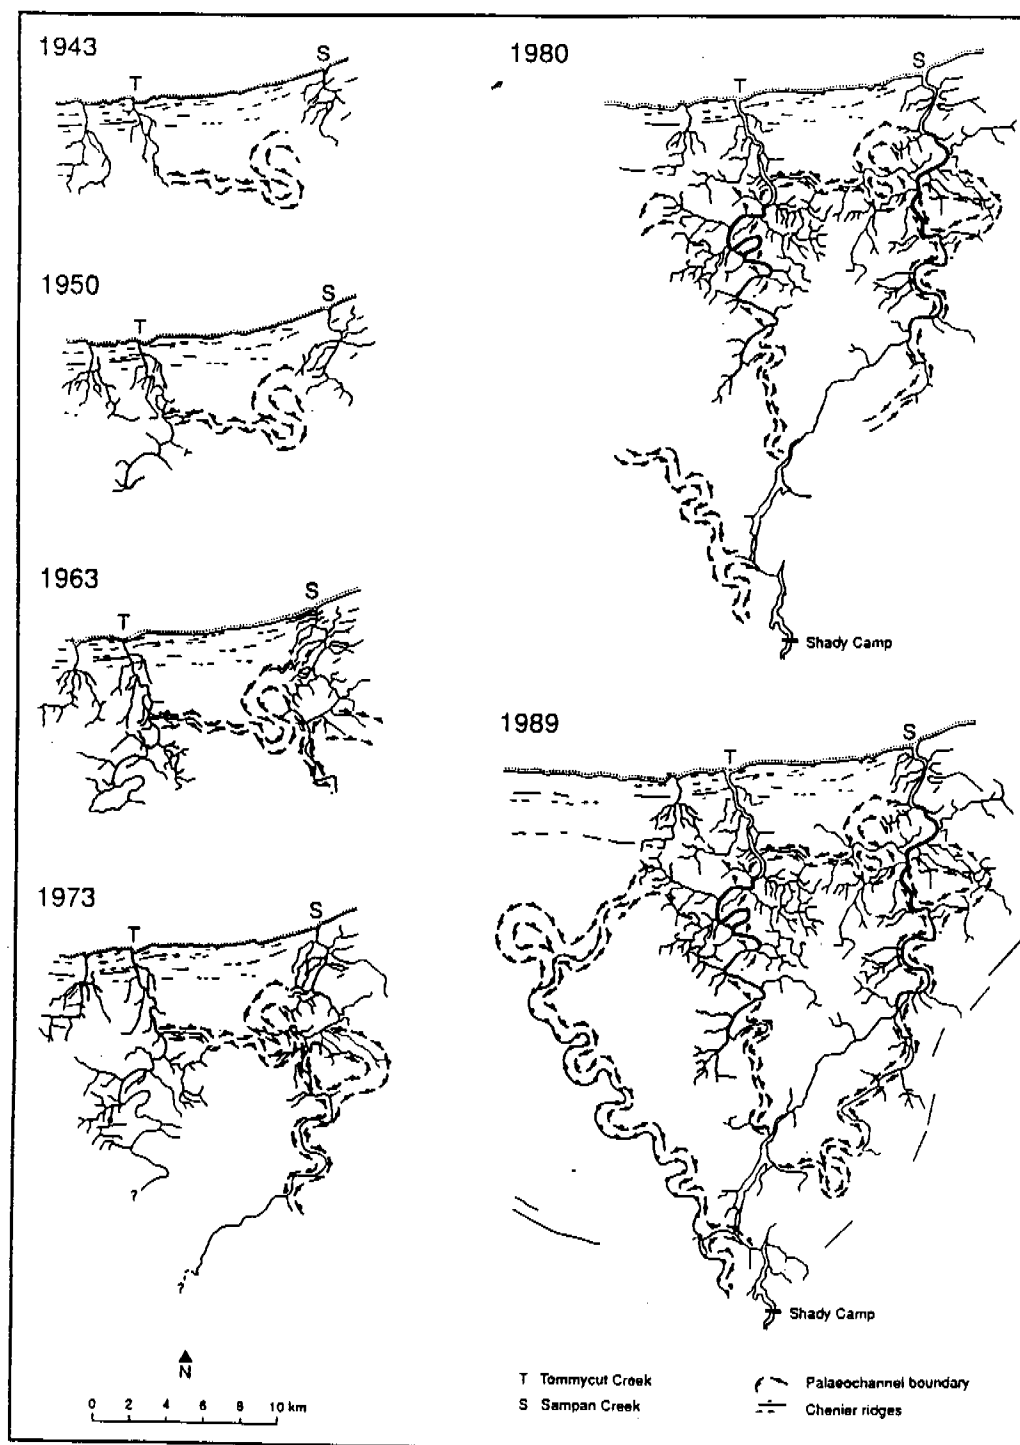 1943
T
S
1950
T
S
1963
T
S
1973
T
S
?
?
N
0 2 4 6 10 km
1980
T
S
Shady Camp
1989
T
S
Shady Camp
T Tommycut Creek
S Sampan Creek
Palaeochannel boundary
Chenier ridges